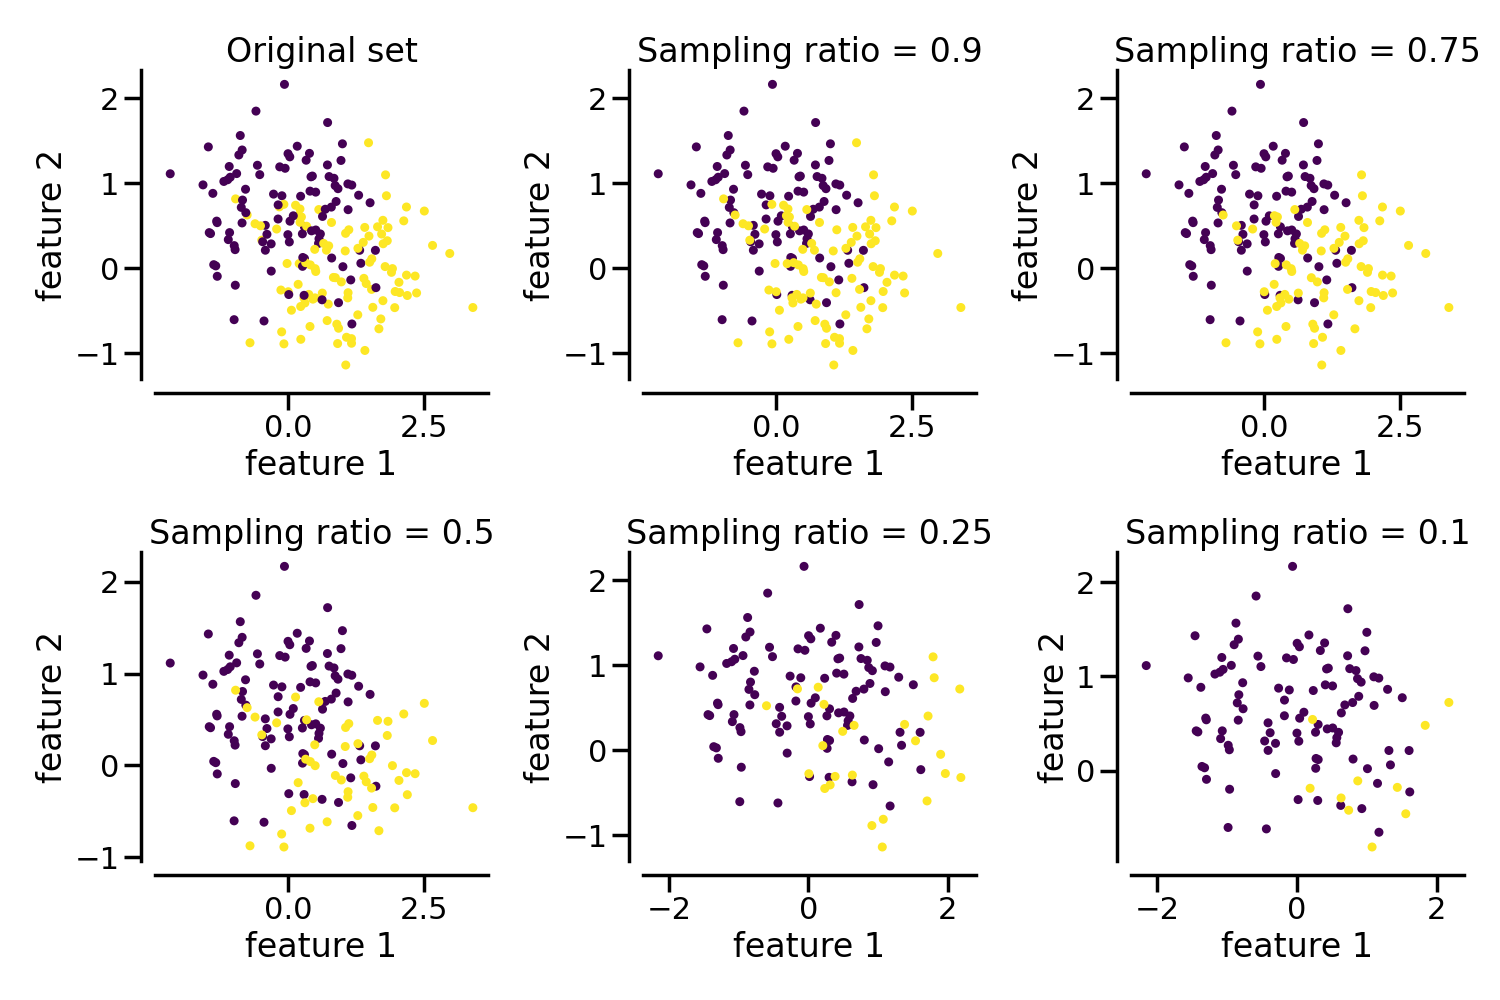 Original set
Sampling ratio = 0.9
Sampling ratio = 0.75
2
1
0
−1
feature 2
0.0
2.5
feature 1
2
1
0
−1
feature 2
0.0
2.5
feature 1
2
1
0
−1
feature 2
0.0
2.5
feature 1
Sampling ratio = 0.5
Sampling ratio = 0.25
Sampling ratio = 0.1
2
1
0
−1
feature 2
0.0
2.5
feature 1
2
1
0
−1
feature 2
−2
0
2
feature 1
2
1
0
feature 2
−2
0
2
feature 1